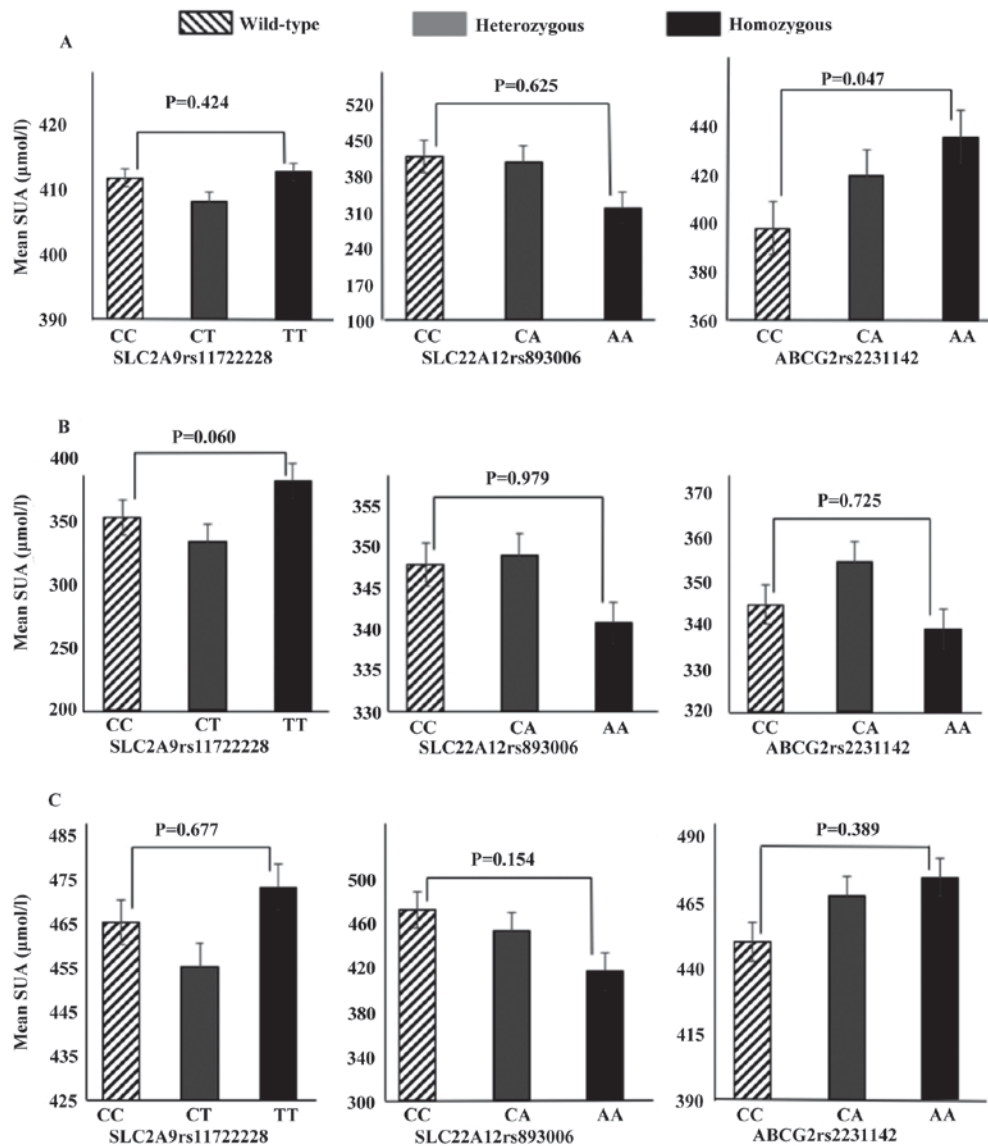 Wild-type Heterozygous Homozygous
A
P=0.424
Mean SUA (μmol/l)
420
410
400
390
CC CT TT
SLC2A9rs11722228
P=0.625
520
450
380
310
240
170
100
CC CA AA
SLC22A12rs893006
P=0.047
440
420
400
380
360
CC CA AA
ABCG2rs2231142
B
P=0.060
Mean SUA (μmol/l)
400
350
300
250
200
CC CT TT
SLC2A9rs11722228
P=0.979
355
350
345
340
335
330
CC CA AA
SLC22A12rs893006
P=0.725
370
360
350
340
330
320
CC CA AA
ABCG2rs2231142
C
P=0.677
Mean SUA (μmol/l)
485
475
465
455
445
435
425
CC CT TT
SLC2A9rs11722228
P=0.154
500
460
420
380
340
300
CC CA AA
SLC22A12rs893006
P=0.389
490
465
440
415
390
CC CA AA
ABCG2rs2231142